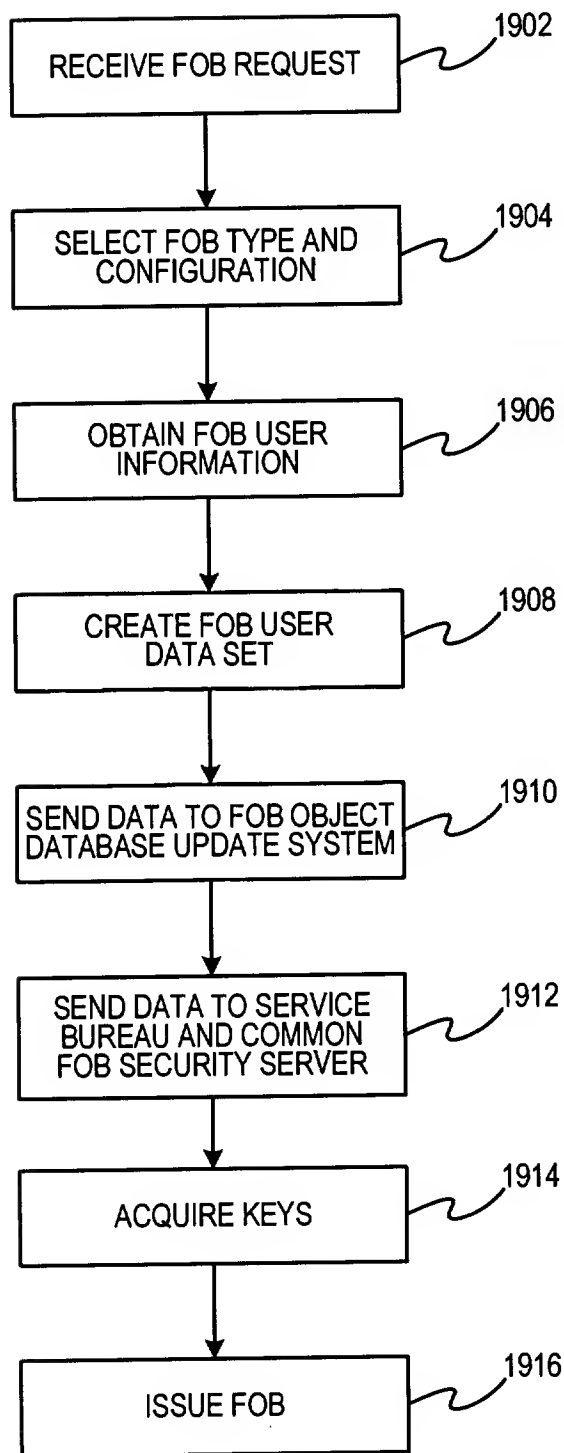 RECEIVE FOB REQUEST
1902
SELECT FOB TYPE AND
CONFIGURATION
1904
OBTAIN FOB USER
INFORMATION
1906
CREATE FOB USER
DATA SET
1908
SEND DATA TO FOB OBJECT
DATABASE UPDATE SYSTEM
1910
SEND DATA TO SERVICE
BUREAU AND COMMON
FOB SECURITY SERVER
1912
ACQUIRE KEYS
1914
ISSUE FOB
1916